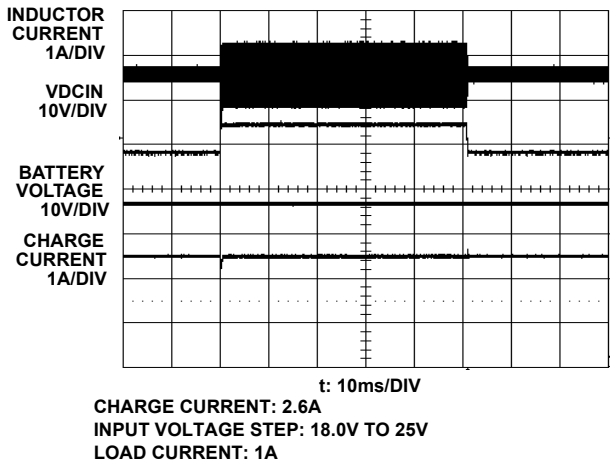 INDUCTOR
CURRENT
1A/DIV
VDCIN
10V/DIV
BATTERY
VOLTAGE
10V/DIV
CHARGE
CURRENT
1A/DIV
t: 10ms/DIV
CHARGE CURRENT: 2.6A
INPUT VOLTAGE STEP: 18.0V TO 25V
LOAD CURRENT: 1A